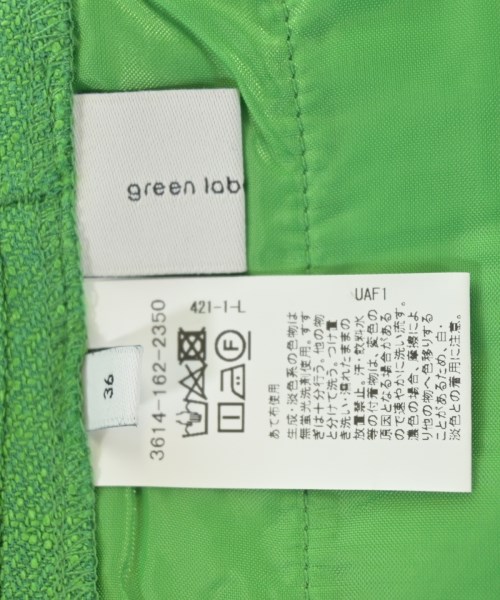 green lab
36
3614-162-2350
421-1-L
UAF1
あて布使用
生成・淡色系の色物は
無蛍光洗剤使用。すす
ぎは十分行う。他の物
と分けて洗う。つけ置
き洗い・濡れたままの
放置禁止。汗・飲料水
等の付着物は、変色の
原因となる場合がある
ので速やかに洗い流す。
濃色の場合、摩擦によ
り他の物へ色移りする
ことがあるため、白・
淡色との着用に注意。